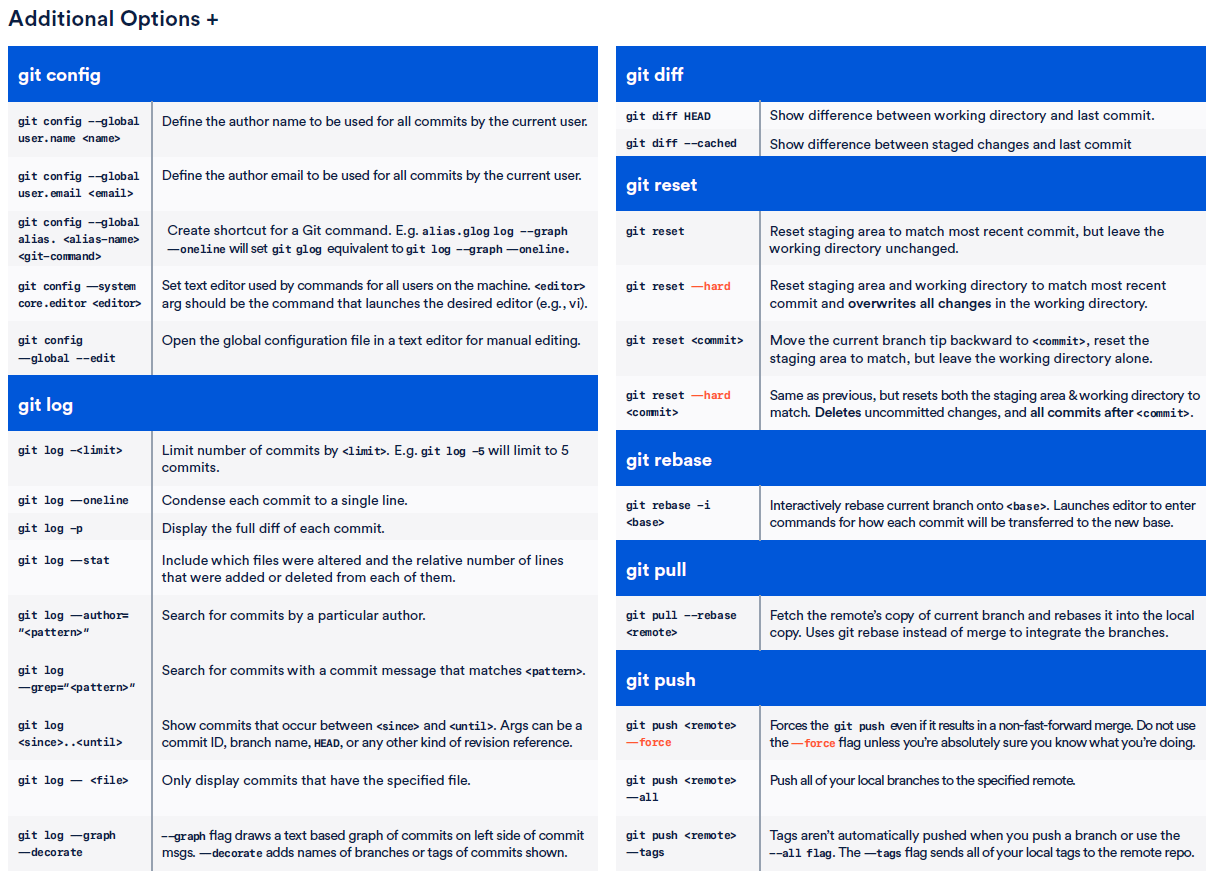 Additional Options +
git config
git config --global
user.name <name>
Define the author name to be used for all commits by the current user.
git config --global
user.email <email>
Define the author email to be used for all commits by the current user.
git config --global
alias. <alias-name>
<git-command>
Create shortcut for a Git command. E.g. alias.glog log --graph
—oneline will set git glog equivalent to git log --graph —oneline.
git config —system
core.editor <editor>
Set text editor used by commands for all users on the machine. <editor>
arg should be the command that launches the desired editor (e.g., vi).
git config
—global --edit
Open the global configuration file in a text editor for manual editing.
git log
git log -<limit>
Limit number of commits by <limit>. E.g. git log -5 will limit to 5
commits.
git log —oneline
Condense each commit to a single line.
git log -p
Display the full diff of each commit.
git log —stat
Include which files were altered and the relative number of lines
that were added or deleted from each of them.
git log —author=
“<pattern>”
Search for commits by a particular author.
git log
—grep=“<pattern>”
Search for commits with a commit message that matches <pattern>.
git log
<since>..<until>
Show commits that occur between <since> and <until>. Args can be a
commit ID, branch name, HEAD, or any other kind of revision reference.
git log — <file>
Only display commits that have the specified file.
git log —graph
—decorate
--graph flag draws a text based graph of commits on left side of commit
msgs. —decorate adds names of branches or tags of commits shown.
git diff
git diff HEAD
Show difference between working directory and last commit.
git diff --cached
Show difference between staged changes and last commit
git reset
git reset
Reset staging area to match most recent commit, but leave the
working directory unchanged.
git reset —hard
Reset staging area and working directory to match most recent
commit and overwrites all changes in the working directory.
git reset <commit>
Move the current branch tip backward to <commit>, reset the
staging area to match, but leave the working directory alone.
git reset —hard
<commit>
Same as previous, but resets both the staging area & working directory to
match. Deletes uncommitted changes, and all commits after <commit>.
git rebase
git rebase -i
<base>
Interactively rebase current branch onto <base>. Launches editor to enter
commands for how each commit will be transferred to the new base.
git pull
git pull --rebase
<remote>
Fetch the remote’s copy of current branch and rebases it into the local
copy. Uses git rebase instead of merge to integrate the branches.
git push
git push <remote>
—force
Forces the git push even if it results in a non-fast-forward merge. Do not use
the —force flag unless you’re absolutely sure you know what you’re doing.
git push <remote>
—all
Push all of your local branches to the specified remote.
git push <remote>
—tags
Tags aren’t automatically pushed when you push a branch or use the
--all flag. The —tags flag sends all of your local tags to the remote repo.